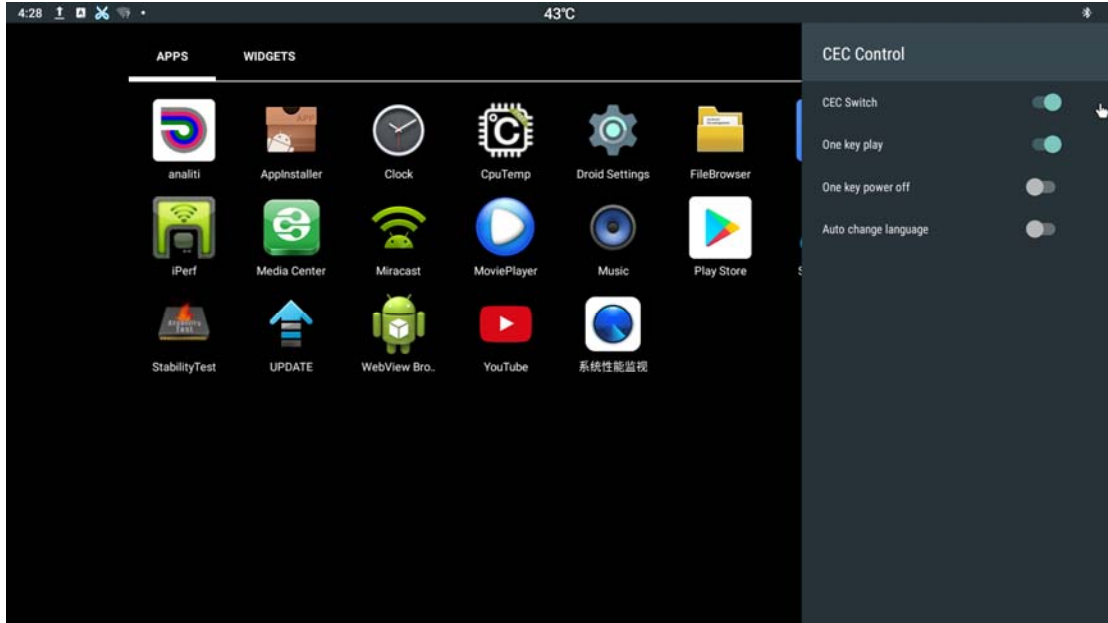 4:28
43°C
APPS WIDGETS
analiti AppInstaller Clock CpuTemp Droid Settings FileBrowser
iPerf Media Center Miracast MoviePlayer Music Play Store S
StabilityTest UPDATE WebView Bro.. YouTube 系统性能监视
CEC Control
CEC Switch
One key play
One key power off
Auto change language